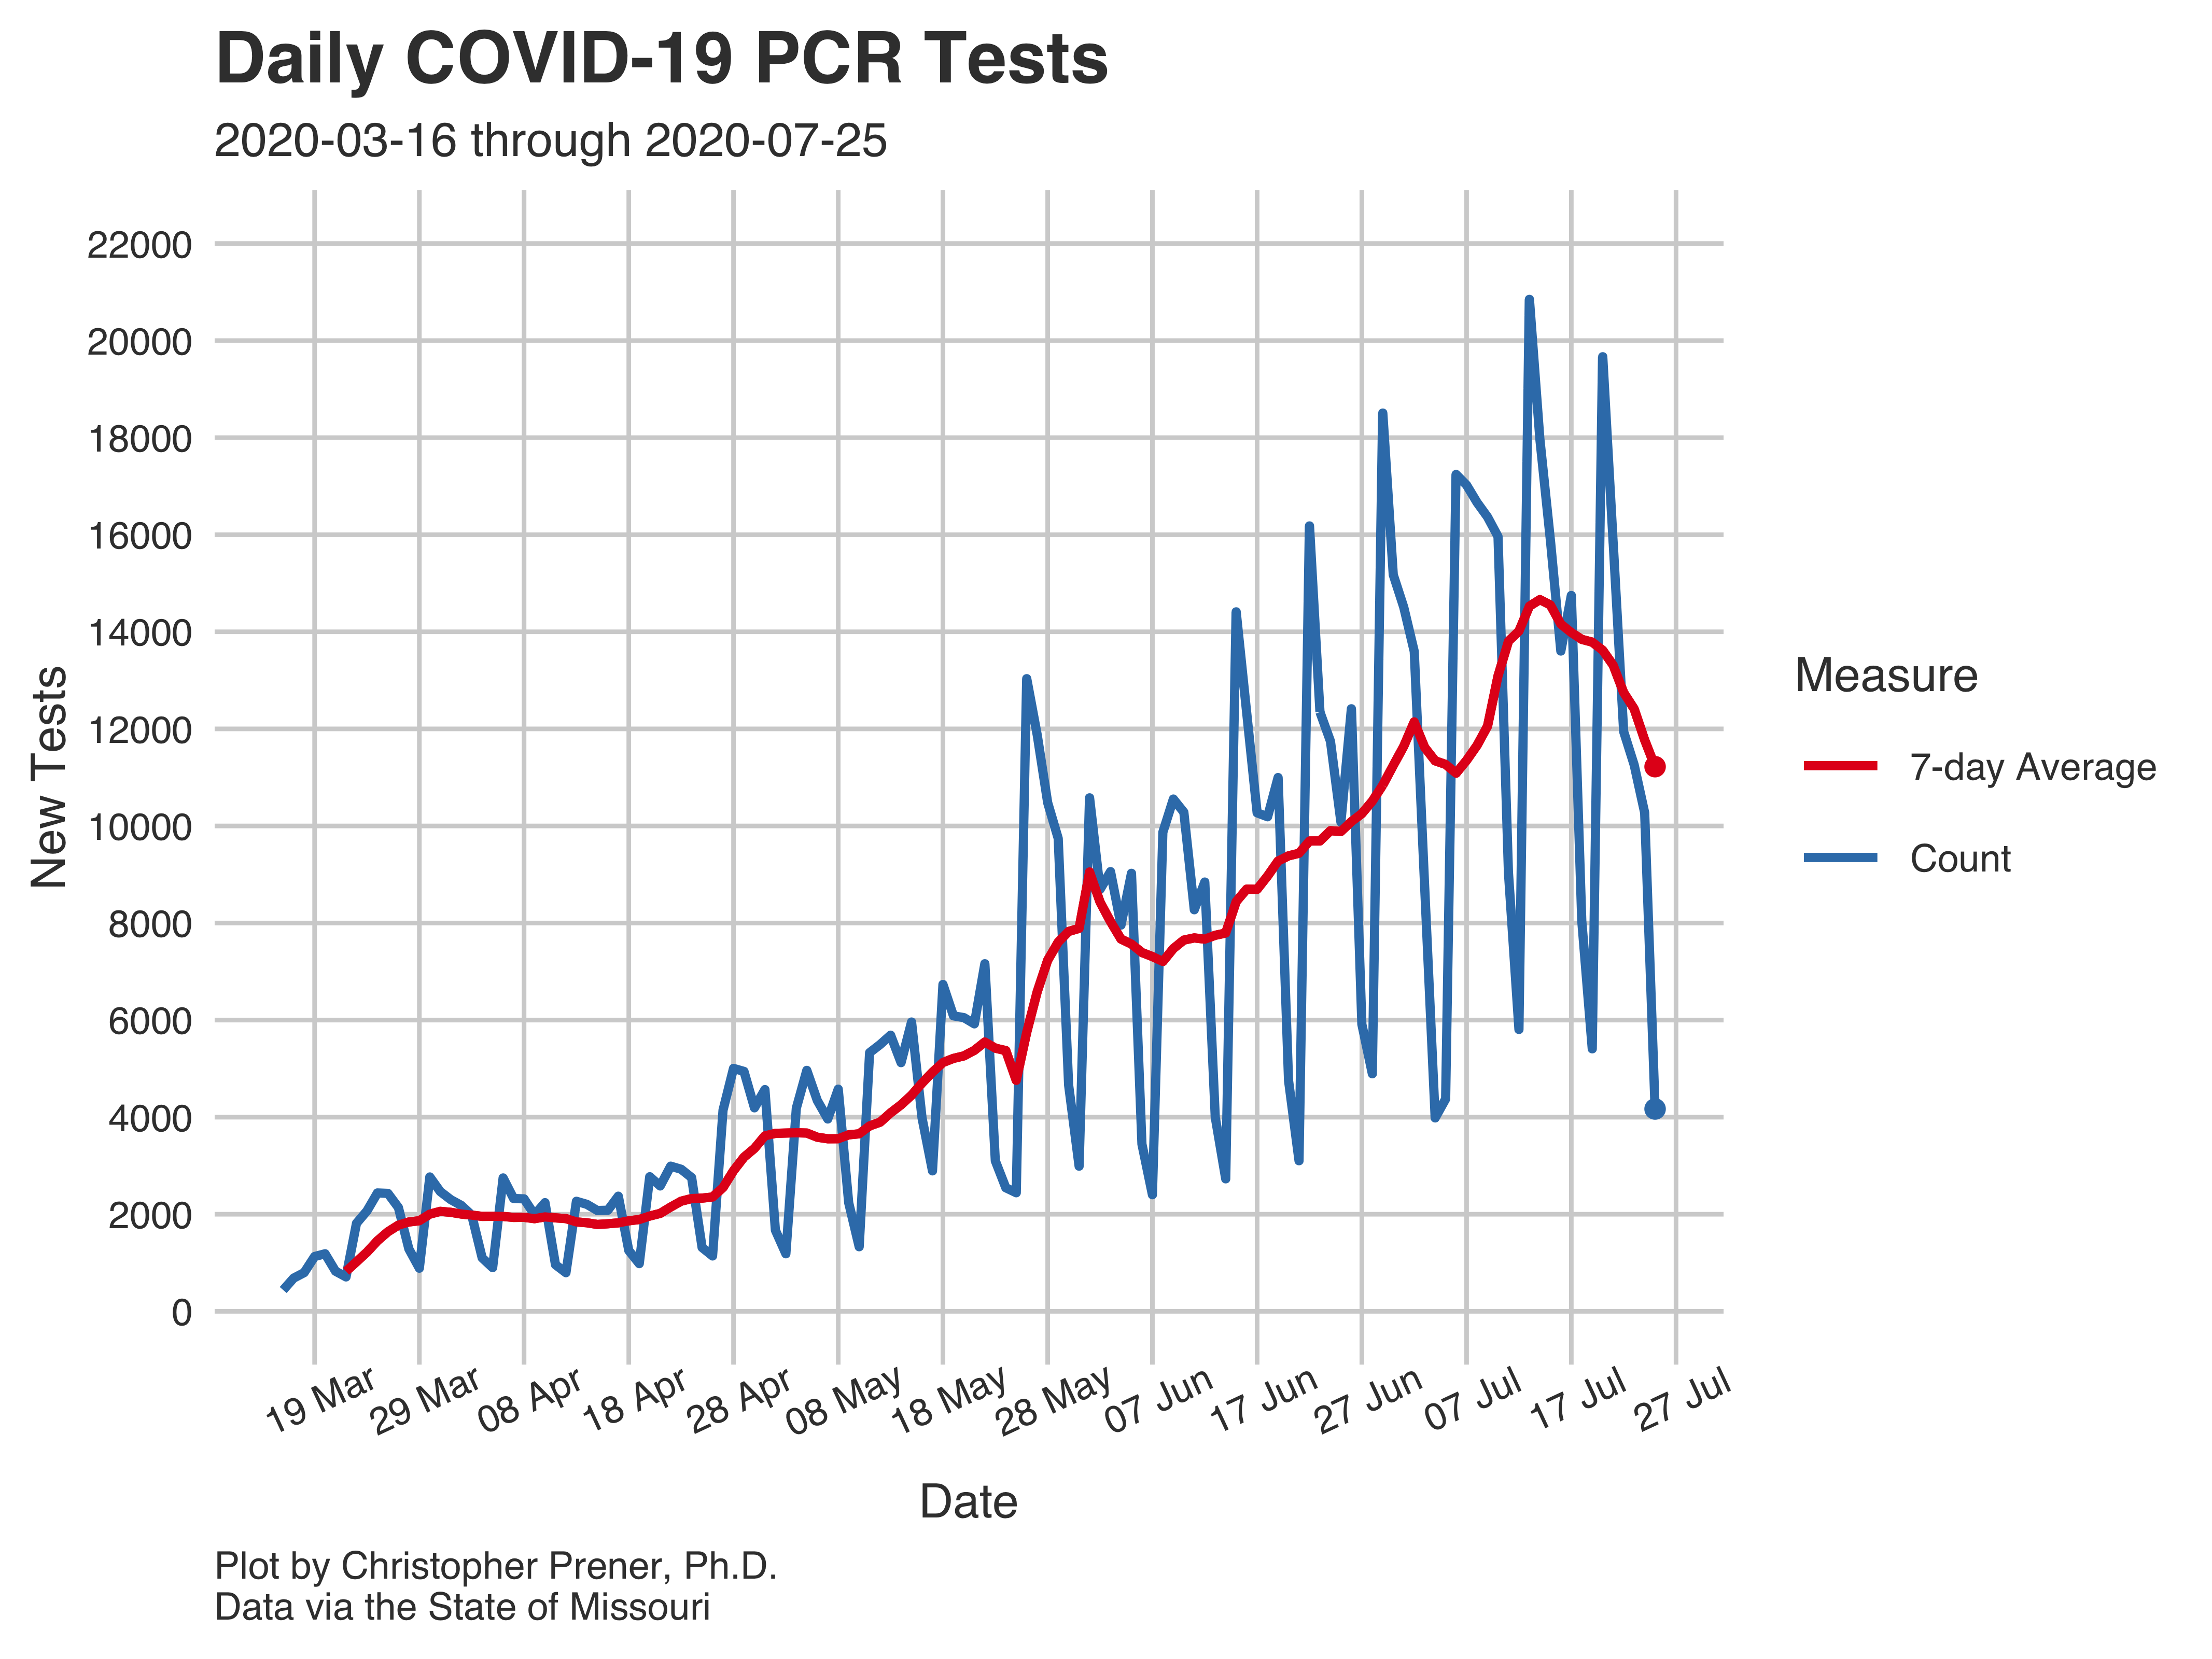 Daily COVID-19 PCR Tests
2020-03-16 through 2020-07-25
22000
20000
18000
16000
14000
12000
10000
8000
6000
4000
2000
0
New Tests
19 Mar
29 Mar
08 Apr
18 Apr
28 Apr
08 May
18 May
28 May
07 Jun
17 Jun
27 Jun
07 Jul
17 Jul
27 Jul
Date
Measure
7-day Average
Count
Plot by Christopher Prener, Ph.D.
Data via the State of Missouri